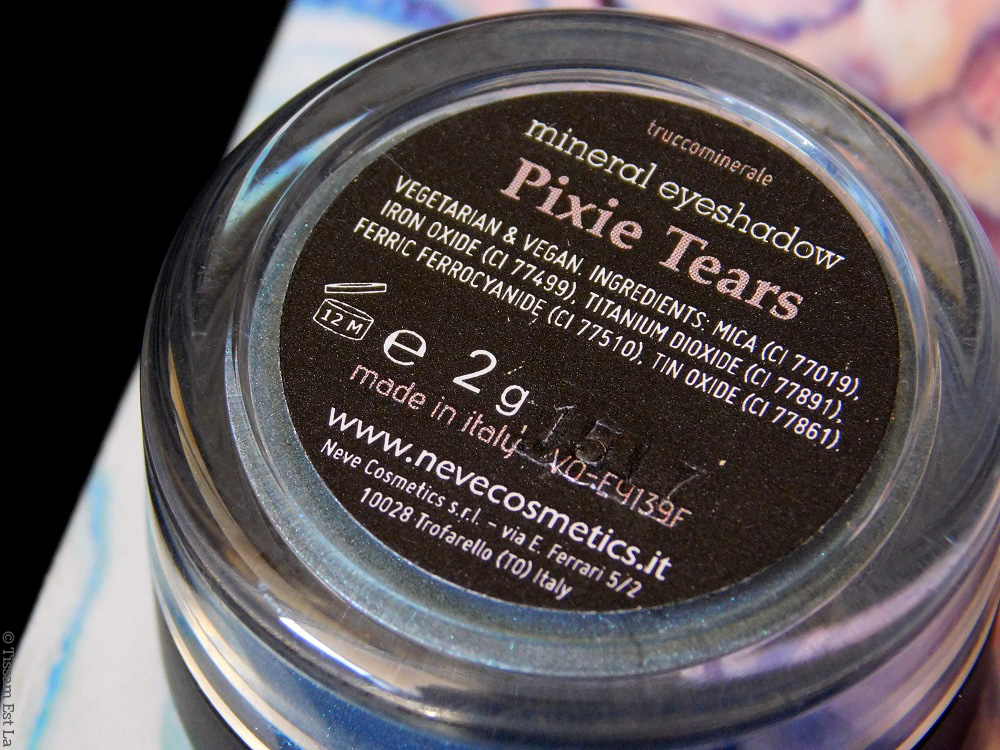 truccominerale
mineral eyeshadow
Pixie Tears
VEGETARIAN & VEGAN. INGREDIENTS: MICA (CI 77019),
IRON OXIDE (CI 77499), TITANIUM DIOXIDE (CI 77891),
FERRIC FERROCYANIDE (CI 77510), TIN OXIDE (CI 77861).
12 M
e 2 g
made in italy VO-EY139F
www.nevecosmetics.it
Neve Cosmetics s.r.l. - via E. Ferrari 5/2
10028 Trofarello (TO) Italy
© Tissam Est La